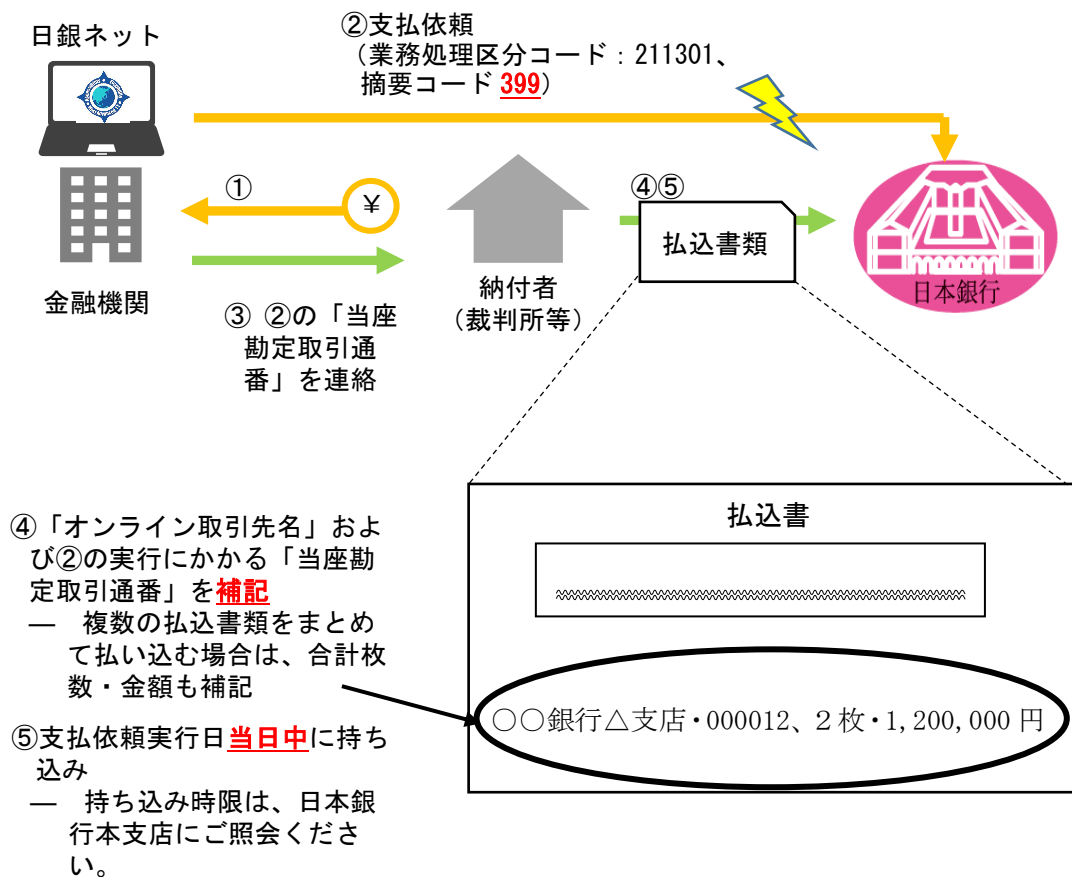 日銀ネット
②支払依頼
（業務処理区分コード：211301、
摘要コード 399）
①
¥
④⑤
払込書類
日本銀行
金融機関
納付者
（裁判所等）
③ ②の「当座
勘定取引通
番」を連絡
④「オンライン取引先名」およ
び②の実行にかかる「当座勘
定取引通番」を補記
― 複数の払込書類をまとめ
て払い込む場合は、合計枚
数・金額も補記
⑤支払依頼実行日当日中に持ち
込み
― 持ち込み時限は、日本銀
行本支店にご照会くださ
い。
払込書
○○銀行△支店・000012、２枚・1,200,000 円